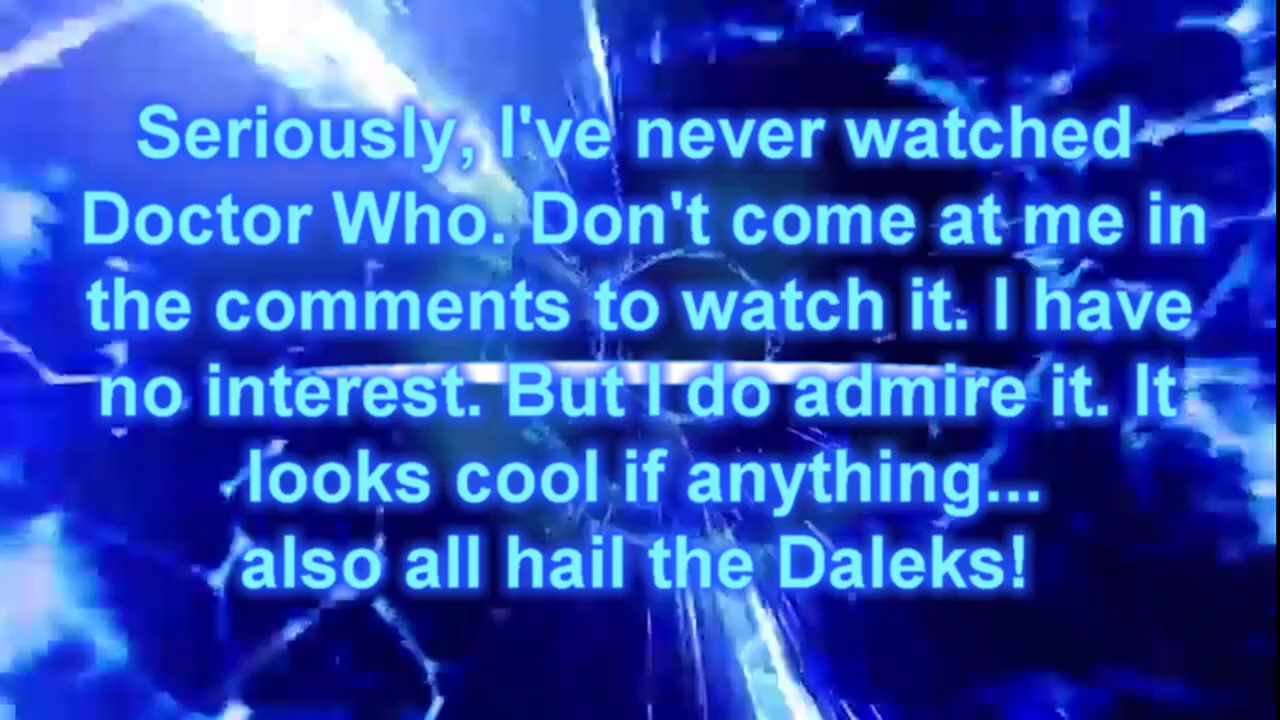 Seriously, I've never watched
Doctor Who. Don't come at me in
the comments to watch it. I have
no interest. But I do admire it. It
looks cool if anything...
also all hail the Daleks!